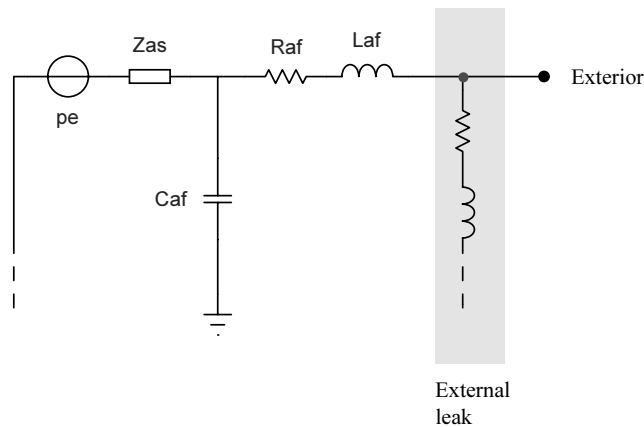 Zas
Raf
Laf
pe
Exterior
Caf
External
leak